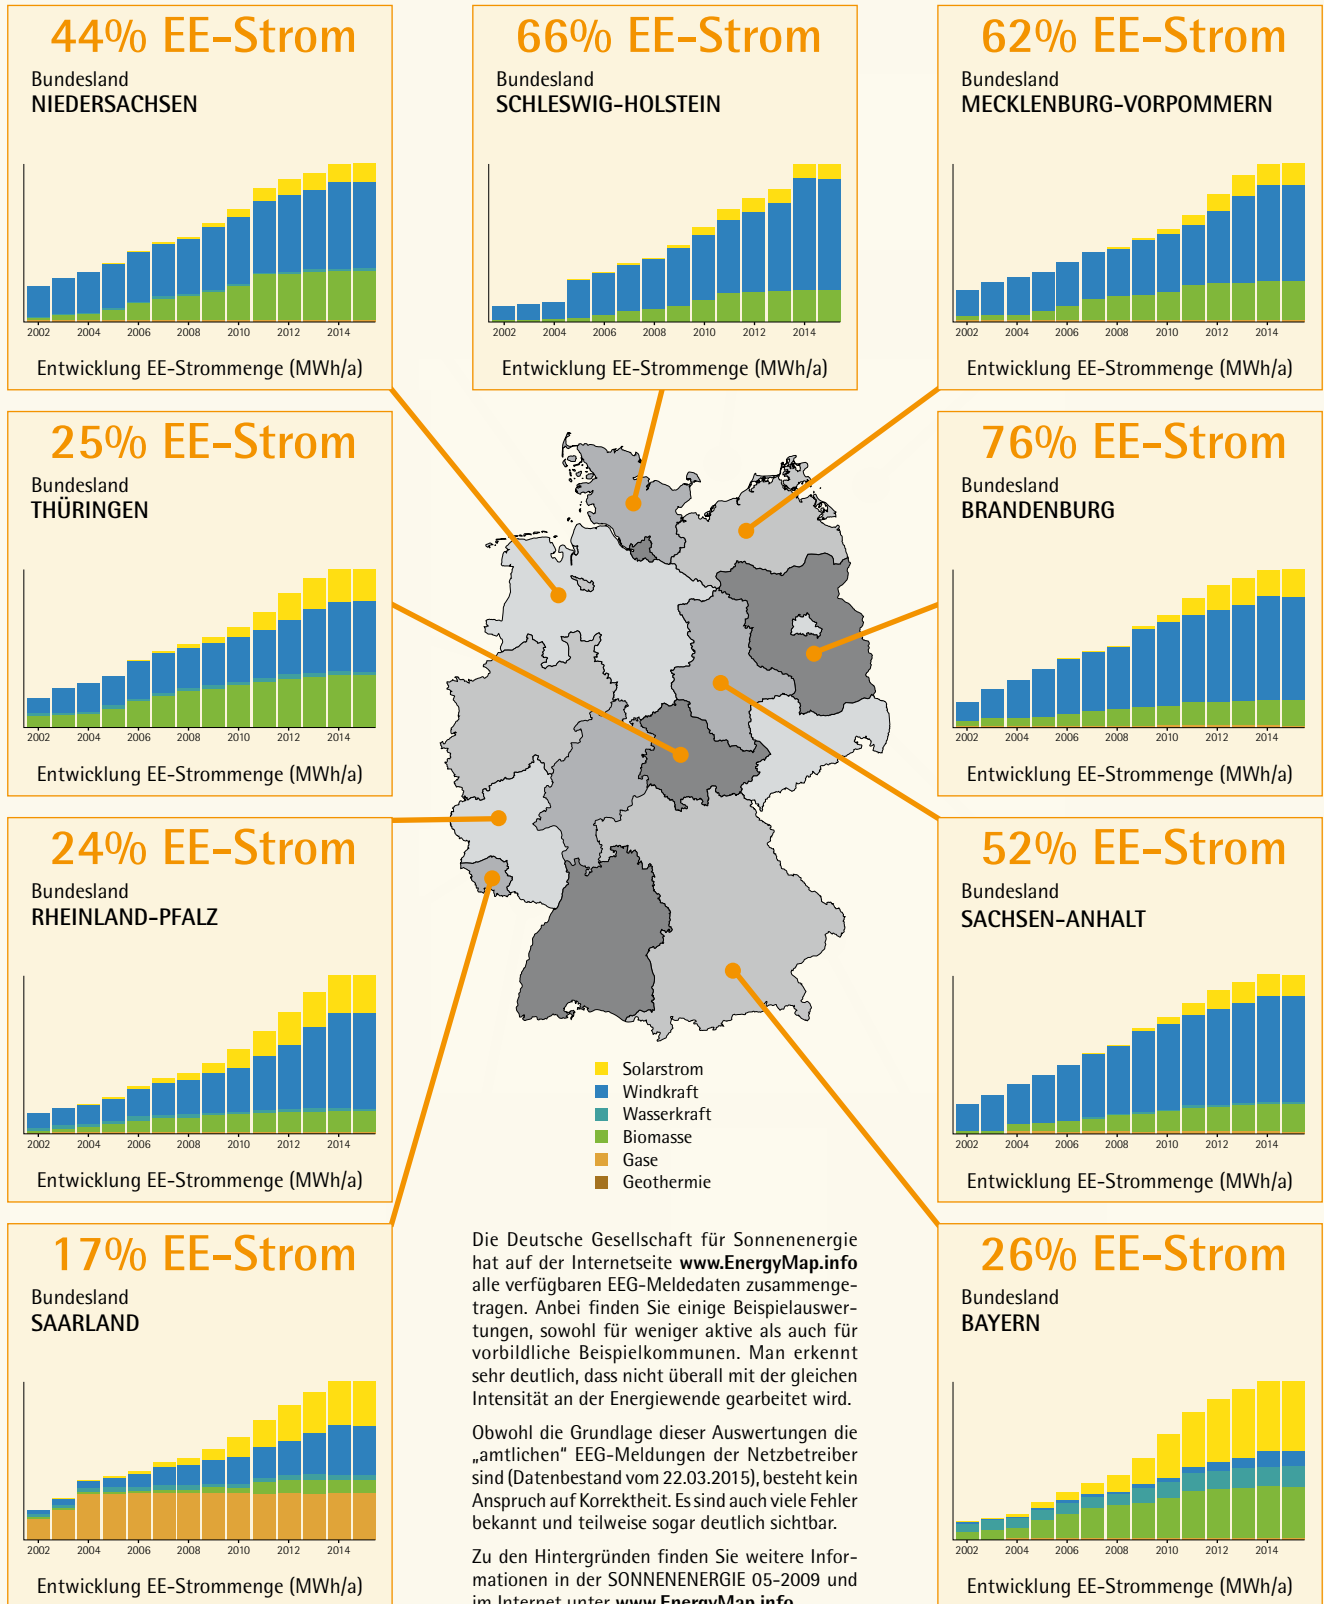 44% EE-Strom
Bundesland
NIEDERSACHSEN
2002 2004 2006 2008 2010 2012 2014
Entwicklung EE-Strommenge (MWh/a)
66% EE-Strom
Bundesland
SCHLESWIG-HOLSTEIN
2002 2004 2006 2008 2010 2012 2014
Entwicklung EE-Strommenge (MWh/a)
62% EE-Strom
Bundesland
MECKLENBURG-VORPOMMERN
2002 2004 2006 2008 2010 2012 2014
Entwicklung EE-Strommenge (MWh/a)
25% EE-Strom
Bundesland
THÜRINGEN
2002 2004 2006 2008 2010 2012 2014
Entwicklung EE-Strommenge (MWh/a)
76% EE-Strom
Bundesland
BRANDENBURG
2002 2004 2006 2008 2010 2012 2014
Entwicklung EE-Strommenge (MWh/a)
24% EE-Strom
Bundesland
RHEINLAND-PFALZ
2002 2004 2006 2008 2010 2012 2014
Entwicklung EE-Strommenge (MWh/a)
52% EE-Strom
Bundesland
SACHSEN-ANHALT
2002 2004 2006 2008 2010 2012 2014
Entwicklung EE-Strommenge (MWh/a)
Solarstrom
Windkraft
Wasserkraft
Biomasse
Gase
Geothermie
17% EE-Strom
Bundesland
SAARLAND
2002 2004 2006 2008 2010 2012 2014
Entwicklung EE-Strommenge (MWh/a)
Die Deutsche Gesellschaft für Sonnenenergie
hat auf der Internetseite www.EnergyMap.info
alle verfügbaren EEG-Meldedaten zusammenge-
tragen. Anbei finden Sie einige Beispielauswer-
tungen, sowohl für weniger aktive als auch für
vorbildliche Beispielkommunen. Man erkennt
sehr deutlich, dass nicht überall mit der gleichen
Intensität an der Energiewende gearbeitet wird.
Obwohl die Grundlage dieser Auswertungen die
„amtlichen“ EEG-Meldungen der Netzbetreiber
sind (Datenbestand vom 22.03.2015), besteht kein
Anspruch auf Korrektheit. Es sind auch viele Fehler
bekannt und teilweise sogar deutlich sichtbar.
Zu den Hintergründen finden Sie weitere Infor-
mationen in der SONNENENERGIE 05-2009 und
im Internet unter www.EnergyMap.info
26% EE-Strom
Bundesland
BAYERN
2002 2004 2006 2008 2010 2012 2014
Entwicklung EE-Strommenge (MWh/a)